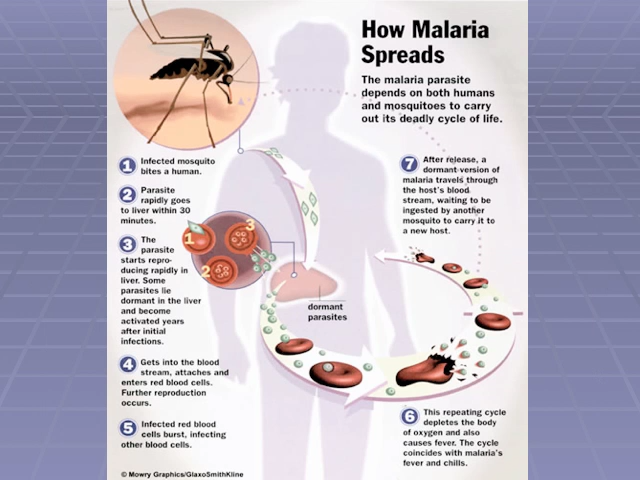 How Malaria
Spreads
The malaria parasite
depends on both humans
and mosquitoes to carry
out its deadly cycle of life.
1 Infected mosquito
bites a human.
2 Parasite
rapidly goes
to liver within 30
minutes.
3 The
parasite
starts repro-
ducing rapidly in
liver. Some
parasites lie
dormant in the liver
and become
activated years
after initial
infections.
4 Gets into the blood
stream, attaches and
enters red blood cells.
Further reproduction
occurs.
5 Infected red blood
cells burst, infecting
other blood cells.
1
2
3
dormant
parasites
6 This repeating cycle
depletes the body
of oxygen and also
causes fever. The cycle
coincides with malaria's
fever and chills.
7 After release, a
dormant version of
malaria travels through
the host's blood
stream, waiting to be
ingested by another
mosquito to carry it to
a new host.
© Mowry Graphics/GlaxoSmithKline